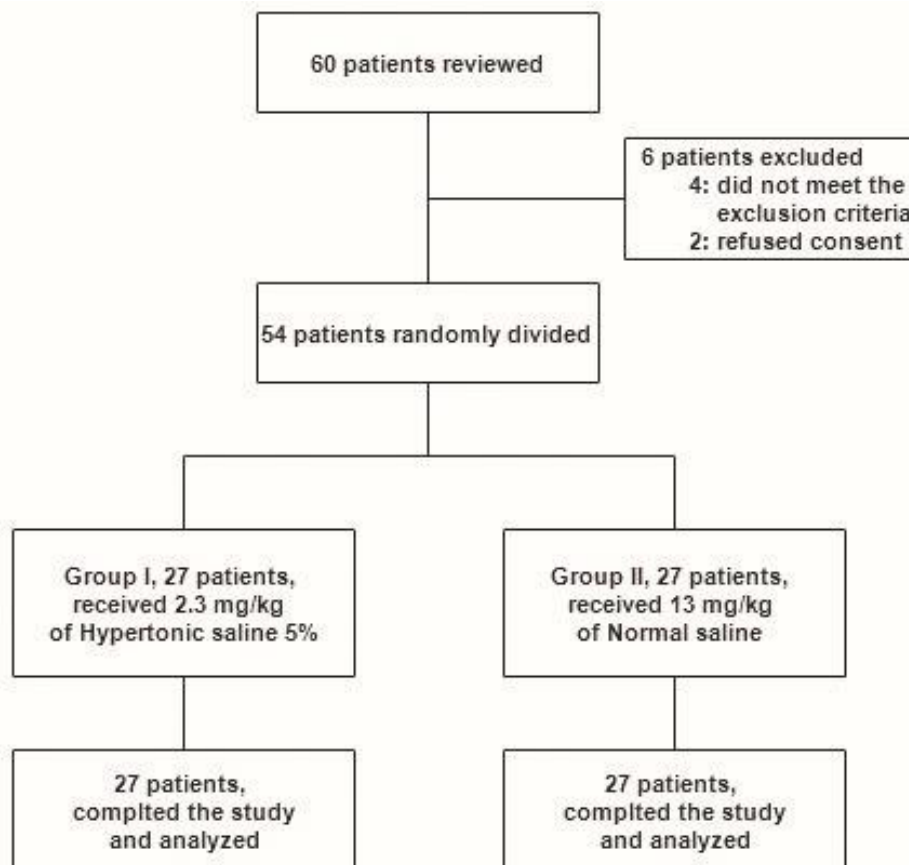 60 patients reviewed
6 patients excluded
4: did not meet the
exclusion criteria
2: refused consent
54 patients randomly divided
Group I, 27 patients,
received 2.3 mg/kg
of Hypertonic saline 5%
Group II, 27 patients,
received 13 mg/kg
of Normal saline
27 patients,
complted the study
and analyzed
27 patients,
complted the study
and analyzed